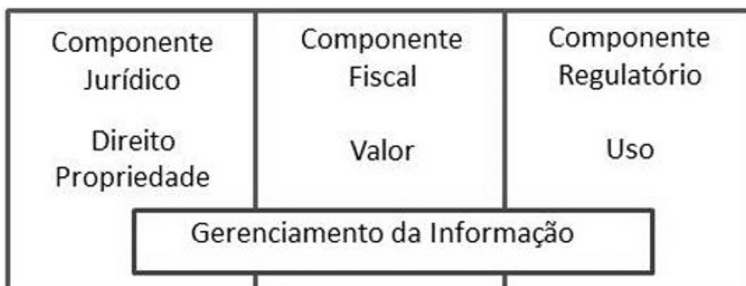 Componente
Jurídico
Direito
Propriedade
Componente
Fiscal
Valor
Componente
Regulatório
Uso
Gerenciamento da Informação